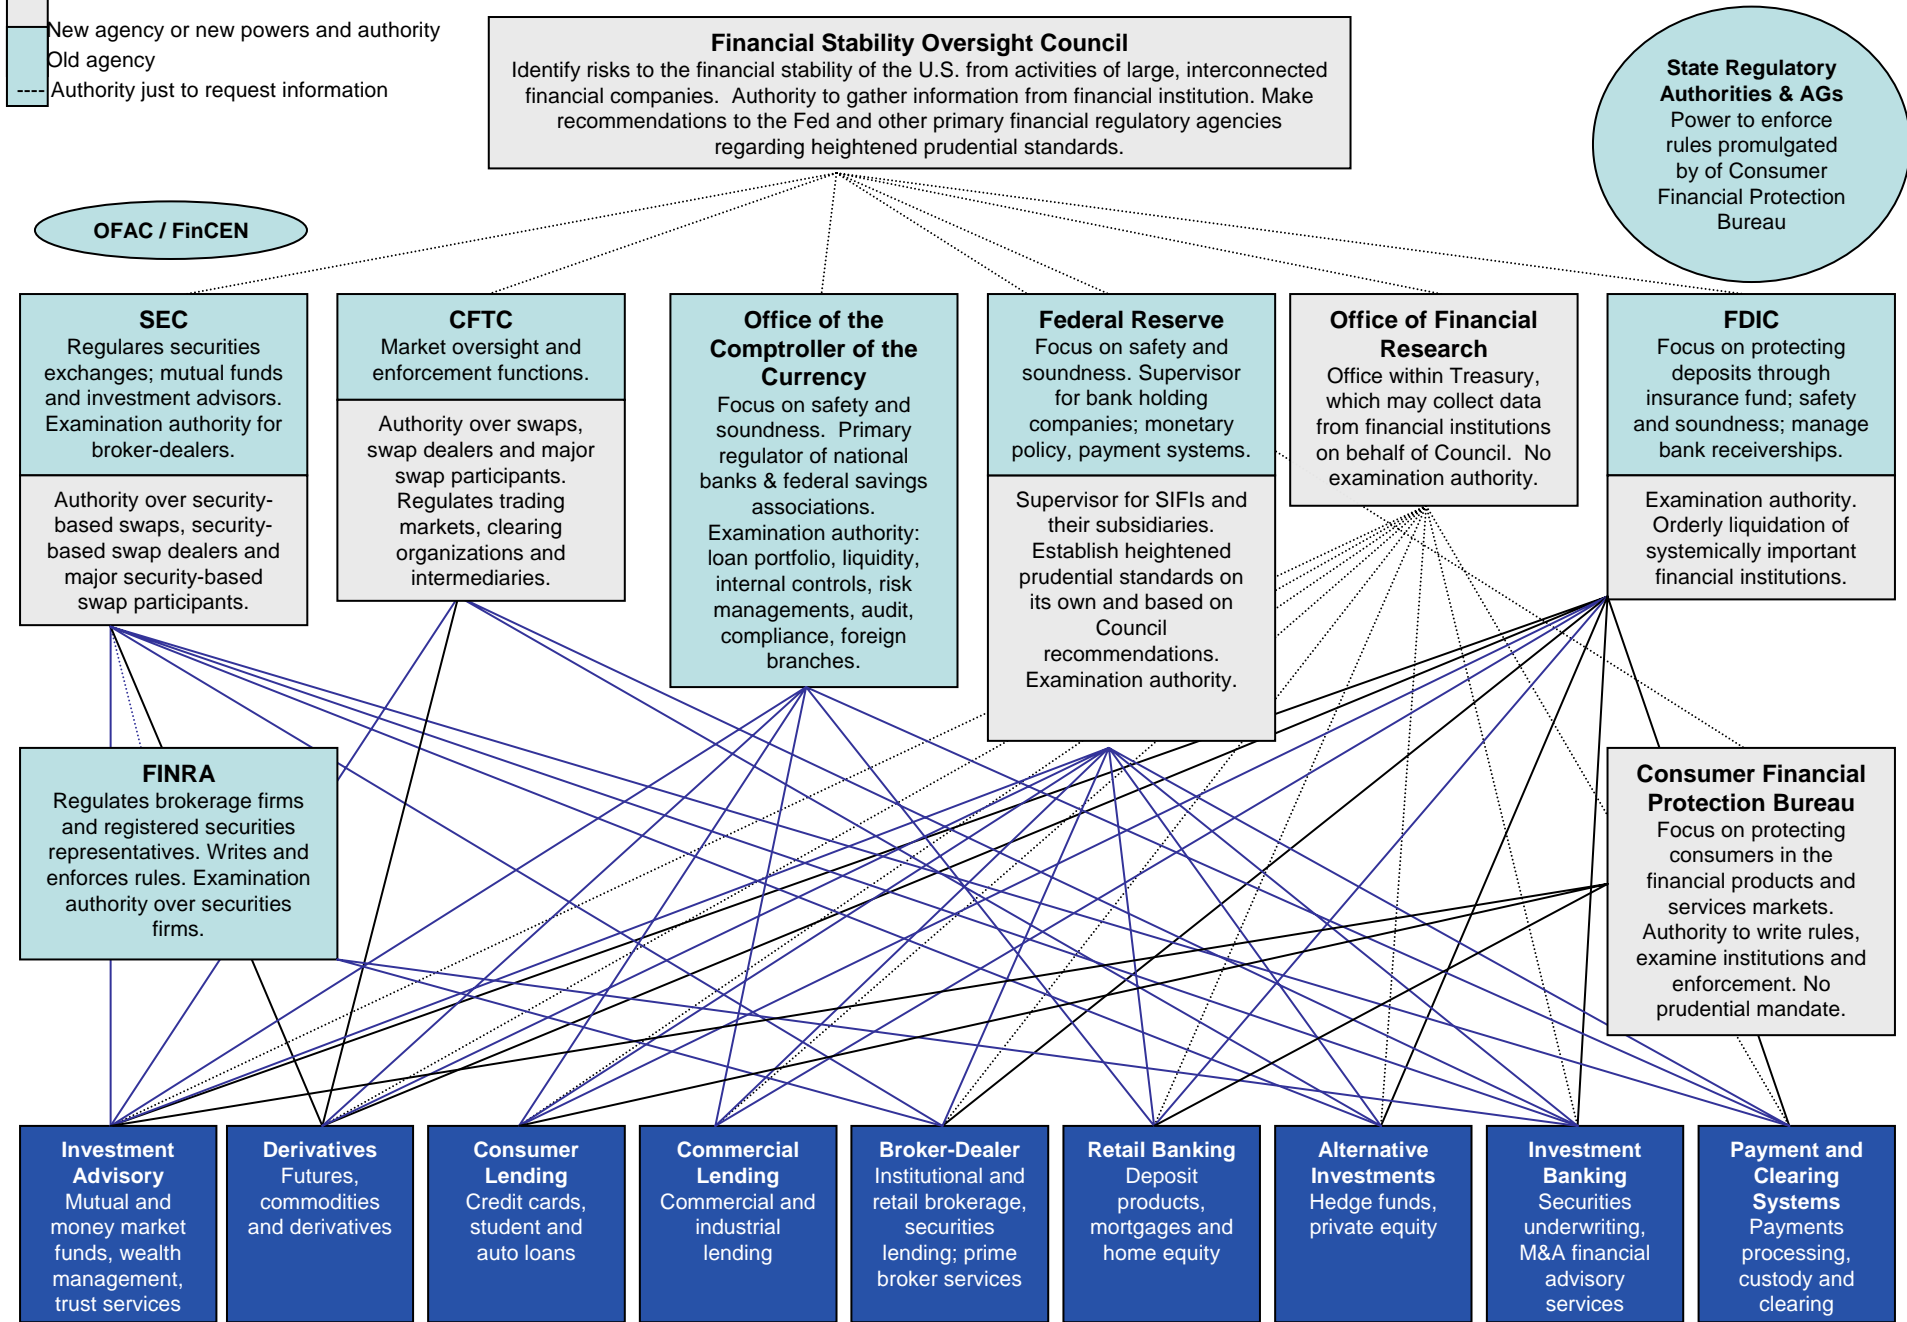 New agency or new powers and authority
Old agency
---- Authority just to request information
Financial Stability Oversight Council
Identify risks to the financial stability of the U.S. from activities of large, interconnected
financial companies.  Authority to gather information from financial institution. Make
recommendations to the Fed and other primary financial regulatory agencies
regarding heightened prudential standards.
State Regulatory
Authorities & AGs
Power to enforce
rules promulgated
by of Consumer
Financial Protection
Bureau
OFAC / FinCEN
SEC
Regulares securities
exchanges; mutual funds
and investment advisors.
Examination authority for
broker-dealers.
Authority over security-
based swaps, security-
based swap dealers and
major security-based
swap participants.
CFTC
Market oversight and
enforcement functions.
Authority over swaps,
swap dealers and major
swap participants.
Regulates trading
markets, clearing
organizations and
intermediaries.
Office of the
Comptroller of the
Currency
Focus on safety and
soundness.  Primary
regulator of national
banks & federal savings
associations.
Examination authority:
loan portfolio, liquidity,
internal controls, risk
managements, audit,
compliance, foreign
branches.
Federal Reserve
Focus on safety and
soundness. Supervisor
for bank holding
companies; monetary
policy, payment systems.
Supervisor for SIFIs and
their subsidiaries.
Establish heightened
prudential standards on
its own and based on
Council
recommendations.
Examination authority.
Office of Financial
Research
Office within Treasury,
which may collect data
from financial institutions
on behalf of Council.  No
examination authority.
FDIC
Focus on protecting
deposits through
insurance fund; safety
and soundness; manage
bank receiverships.
Examination authority.
Orderly liquidation of
systemically important
financial institutions.
FINRA
Regulates brokerage firms
and registered securities
representatives. Writes and
enforces rules. Examination
authority over securities
firms.
Consumer Financial
Protection Bureau
Focus on protecting
consumers in the
financial products and
services markets.
Authority to write rules,
examine institutions and
enforcement. No
prudential mandate.
Investment
Advisory
Mutual and
money market
funds, wealth
management,
trust services
Derivatives
Futures,
commodities
and derivatives
Consumer
Lending
Credit cards,
student and
auto loans
Commercial
Lending
Commercial and
industrial
lending
Broker-Dealer
Institutional and
retail brokerage,
securities
lending; prime
broker services
Retail Banking
Deposit
products,
mortgages and
home equity
Alternative
Investments
Hedge funds,
private equity
Investment
Banking
Securities
underwriting,
M&A financial
advisory
services
Payment and
Clearing
Systems
Payments
processing,
custody and
clearing